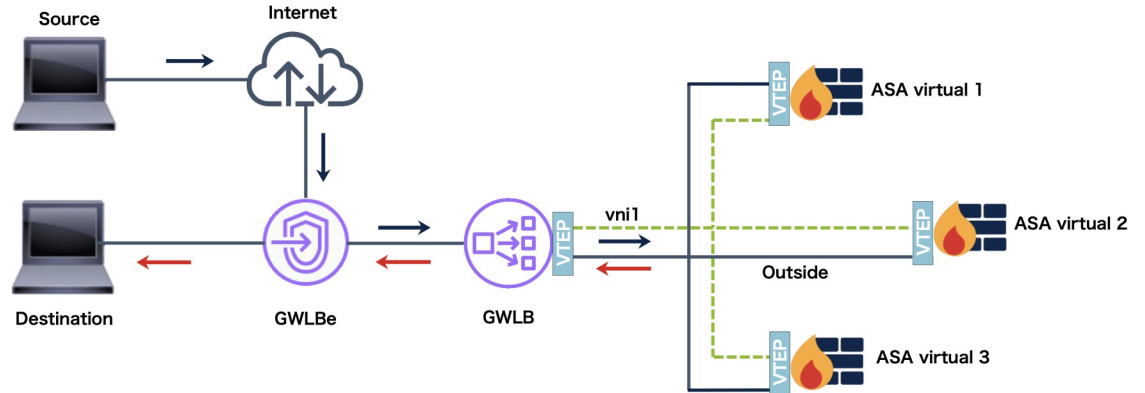 Source
Internet
VTEP
ASA virtual 1
vni1
VTEP
VTEP
ASA virtual 2
Outside
Destination
GWLBe
GWLB
VTEP
ASA virtual 3